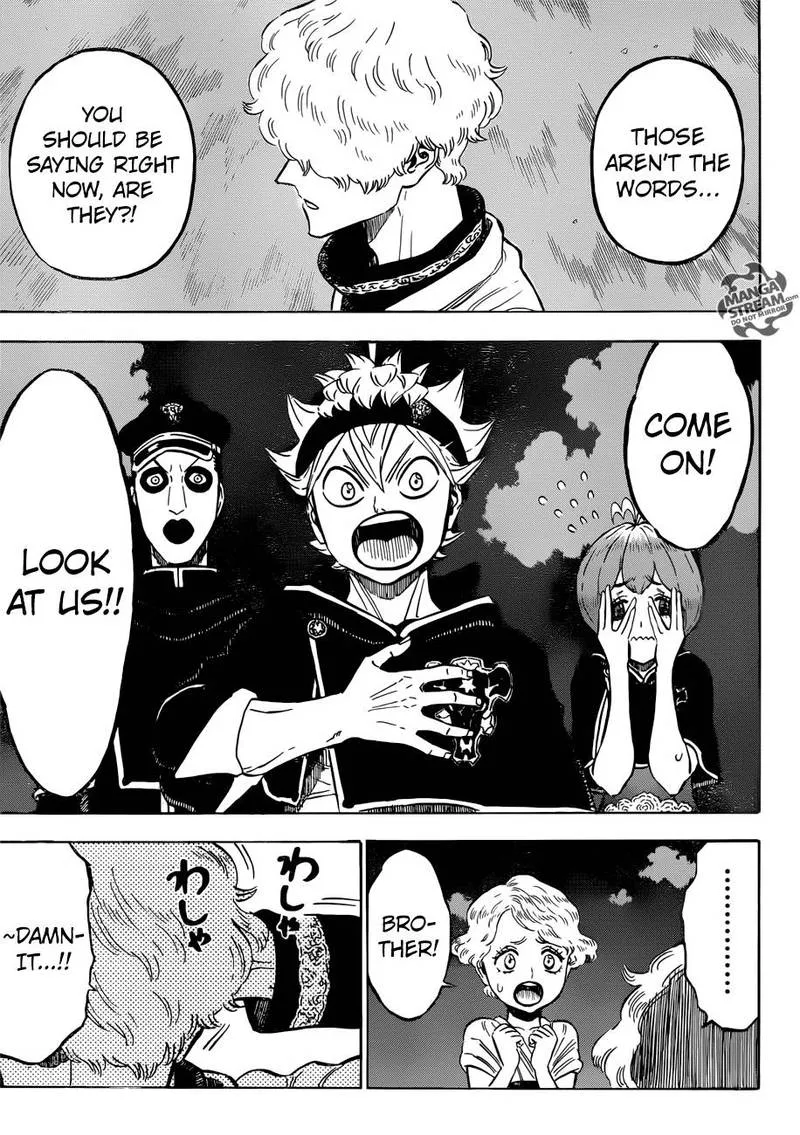 THOSE
AREN'T THE
WORDS...
YOU
SHOULD BE
SAYING RIGHT
NOW, ARE
THEY?!
MANGA
STREAM.com
DO NOT MIRROR
COME
ON!
LOOK
AT US!!
..........
BRO-
THER!
わしゃ
わしゃ
~DAMN-
IT...!!